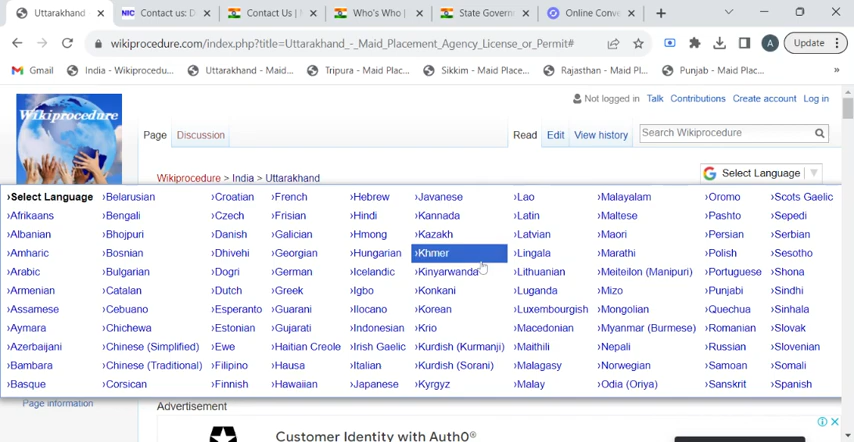 Uttarakhand
NIC Contact us: D
Contact Us |
Who's Who |
State Governm
Online Conv
wikiprocedure.com/index.php?title=Uttarakhand_-_Maid_Placement_Agency_License_or_Permit#
A
Update
Gmail
India - Wikiprocedu...
Uttarakhand - Maid...
Tripura - Maid Plac...
Sikkim - Maid Place...
Rajasthan - Maid Pl...
Punjab - Maid Plac...
»
Not logged in Talk Contributions Create account Log in
Wikiprocedure
Page Discussion Read Edit View history Search Wikiprocedure
Wikiprocedure > India > Uttarakhand
G Select Language
›Select Language ›Belarusian ›Croatian ›French ›Hebrew ›Javanese ›Lao ›Malayalam ›Oromo ›Scots Gaelic
›Afrikaans ›Bengali ›Czech ›Frisian ›Hindi ›Kannada ›Latin ›Maltese ›Pashto ›Sepedi
›Albanian ›Bhojpuri ›Danish ›Galician ›Hmong ›Kazakh ›Latvian ›Maori ›Persian ›Serbian
›Amharic ›Bosnian ›Dhivehi ›Georgian ›Hungarian ›Khmer ›Lingala ›Marathi ›Polish ›Sesotho
›Arabic ›Bulgarian ›Dogri ›German ›Icelandic ›Kinyarwanda ›Lithuanian ›Meiteilon (Manipuri) ›Portuguese ›Shona
›Armenian ›Catalan ›Dutch ›Greek ›Igbo ›Konkani ›Luganda ›Mizo ›Punjabi ›Sindhi
›Assamese ›Cebuano ›Esperanto ›Guarani ›Ilocano ›Korean ›Luxembourgish ›Mongolian ›Quechua ›Sinhala
›Aymara ›Chichewa ›Estonian ›Gujarati ›Indonesian ›Krio ›Macedonian ›Myanmar (Burmese) ›Romanian ›Slovak
›Azerbaijani ›Chinese (Simplified) ›Ewe ›Haitian Creole ›Irish Gaelic ›Kurdish (Kurmanji) ›Maithili ›Nepali ›Russian ›Slovenian
›Bambara ›Chinese (Traditional) ›Filipino ›Hausa ›Italian ›Kurdish (Sorani) ›Malagasy ›Norwegian ›Samoan ›Somali
›Basque ›Corsican ›Finnish ›Hawaiian ›Japanese ›Kyrgyz ›Malay ›Odia (Oriya) ›Sanskrit ›Spanish
Page information
Advertisement
Customer Identity with Auth0®